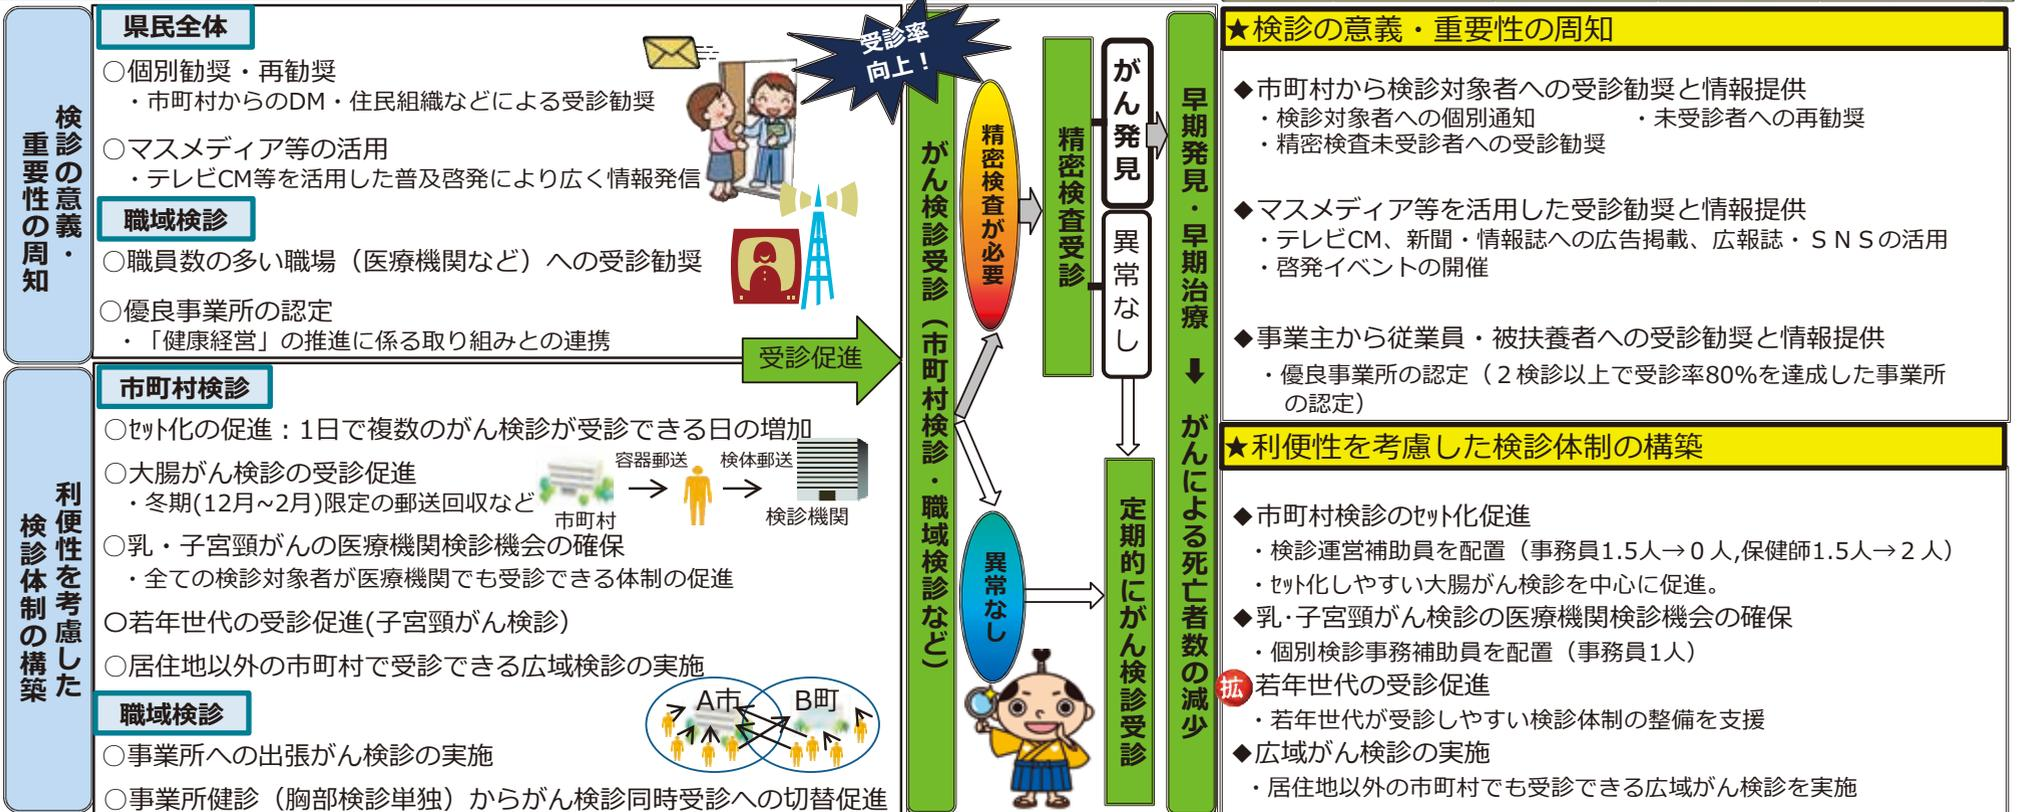 検診の意義・
重要性の周知
県民全体
○個別勧奨・再勧奨
・市町村からのDM・住民組織などによる受診勧奨
○マスメディア等の活用
・テレビCM等を活用した普及啓発により広く情報発信
職域検診
○職員数の多い職場（医療機関など）への受診勧奨
○優良事業所の認定
・「健康経営」の推進に係る取り組みとの連携
利便性を考慮した
検診体制の構築
市町村検診
○ｾｯﾄ化の促進：1日で複数のがん検診が受診できる日の増加
○大腸がん検診の受診促進
・冬期(12月~2月)限定の郵送回収など
市町村
容器郵送
検体郵送
検診機関
○乳・子宮頸がんの医療機関検診機会の確保
・全ての検診対象者が医療機関でも受診できる体制の促進
○若年世代の受診促進(子宮頸がん検診）
○居住地以外の市町村で受診できる広域検診の実施
A市
B町
職域検診
○事業所への出張がん検診の実施
○事業所健診（胸部検診単独）からがん検診同時受診への切替促進
受診率
向上！
受診促進
がん検診受診（市町村検診・職域検診など）
精密検査が必要
異常なし
精密検査受診
がん発見
異常なし
定期的にがん検診受診
早期発見・早期治療 ➡ がんによる死亡者数の減少
★検診の意義・重要性の周知
◆市町村から検診対象者への受診勧奨と情報提供
・検診対象者への個別通知 ・未受診者への再勧奨
・精密検査未受診者への受診勧奨
◆マスメディア等を活用した受診勧奨と情報提供
・テレビCM、新聞・情報誌への広告掲載、広報誌・ＳＮＳの活用
・啓発イベントの開催
◆事業主から従業員・被扶養者への受診勧奨と情報提供
・優良事業所の認定（２検診以上で受診率80%を達成した事業所
の認定）
★利便性を考慮した検診体制の構築
◆市町村検診のｾｯﾄ化促進
・検診運営補助員を配置（事務員1.5人→０人,保健師1.5人→２人）
・ｾｯﾄ化しやすい大腸がん検診を中心に促進。
◆乳･子宮頸がん検診の医療機関検診機会の確保
・個別検診事務補助員を配置（事務員1人）
拡 若年世代の受診促進
・若年世代が受診しやすい検診体制の整備を支援
◆広域がん検診の実施
・居住地以外の市町村でも受診できる広域がん検診を実施